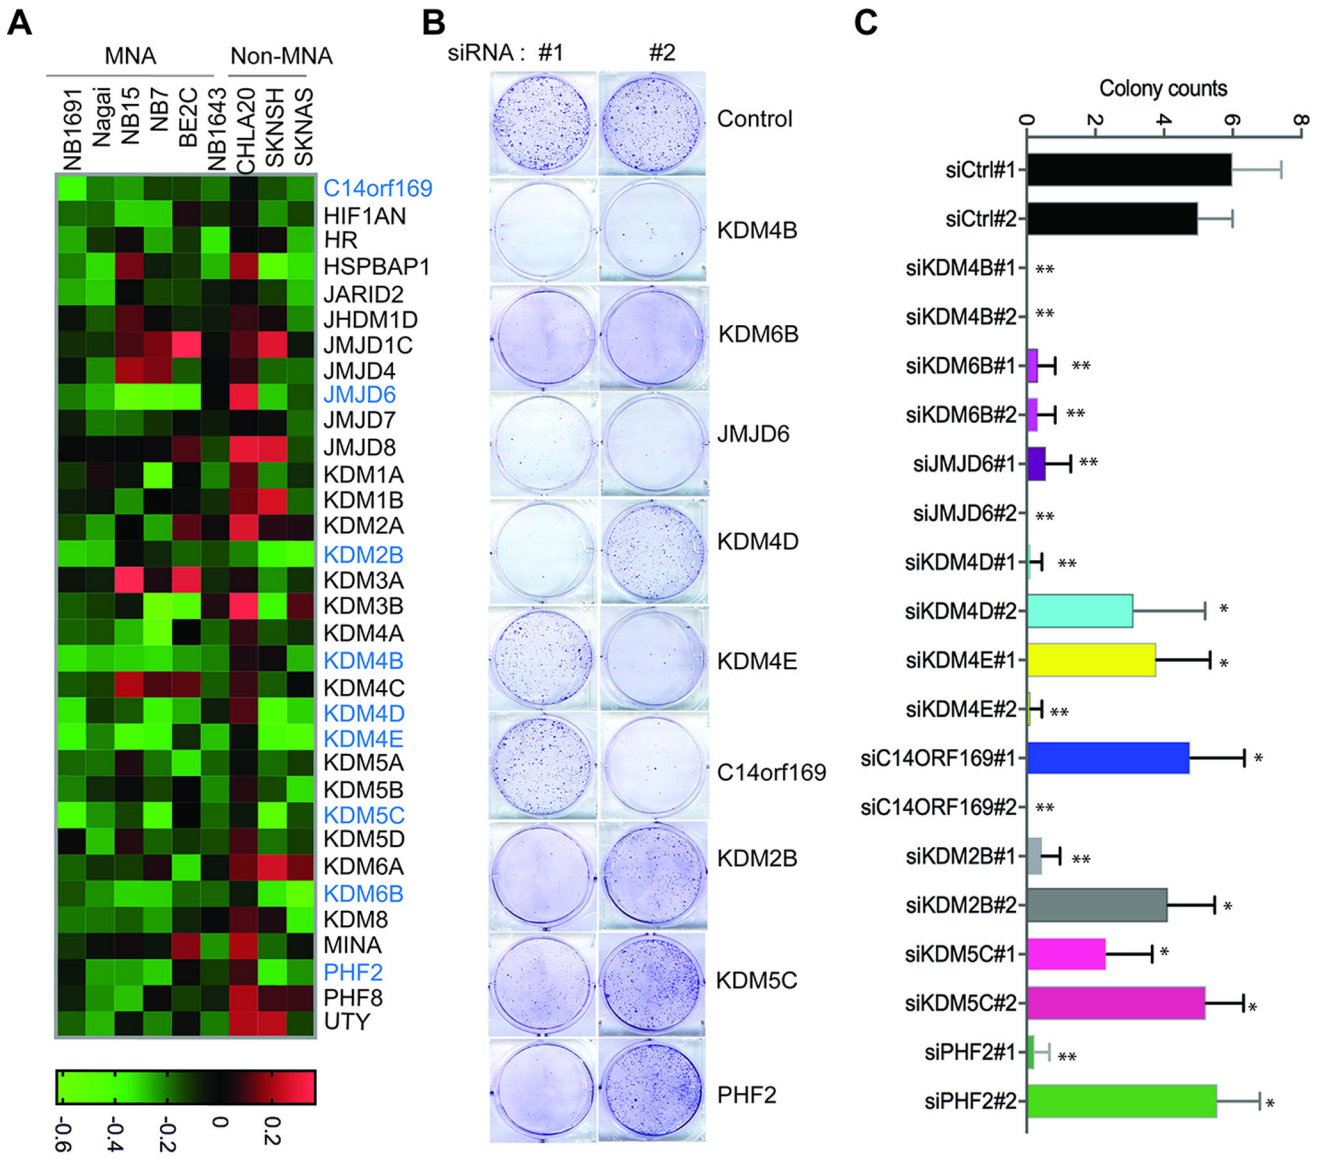 A
MNA Non-MNA
NB1691
Nagai
NB15
NB7
BE2C
NB1643
CHLA20
SKNSH
SKNAS
C14orf169
HIF1AN
HR
HSPBAP1
JARID2
JHDM1D
JMJD1C
JMJD4
JMJD6
JMJD7
JMJD8
KDM1A
KDM1B
KDM2A
KDM2B
KDM3A
KDM3B
KDM4A
KDM4B
KDM4C
KDM4D
KDM4E
KDM5A
KDM5B
KDM5C
KDM5D
KDM6A
KDM6B
KDM8
MINA
PHF2
PHF8
UTY
-0.6
-0.4
-0.2
0
0.2
B
siRNA : #1 #2
Control
KDM4B
KDM6B
JMJD6
KDM4D
KDM4E
C14orf169
KDM2B
KDM5C
PHF2
C
Colony counts
0 2 4 6 8
siCtrl#1
siCtrl#2
siKDM4B#1 **
siKDM4B#2 **
siKDM6B#1 **
siKDM6B#2 **
siJMJD6#1 **
siJMJD6#2 **
siKDM4D#1 **
siKDM4D#2 *
siKDM4E#1 *
siKDM4E#2 **
siC14ORF169#1 *
siC14ORF169#2 **
siKDM2B#1 **
siKDM2B#2 *
siKDM5C#1 *
siKDM5C#2 *
siPHF2#1 **
siPHF2#2 *